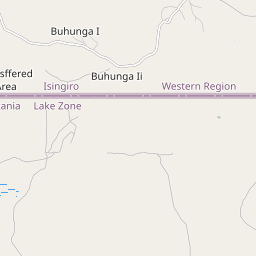 Buhunga I
sffered
Area
Isingiro
Buhunga Ii
Western Region
ania
Lake Zone